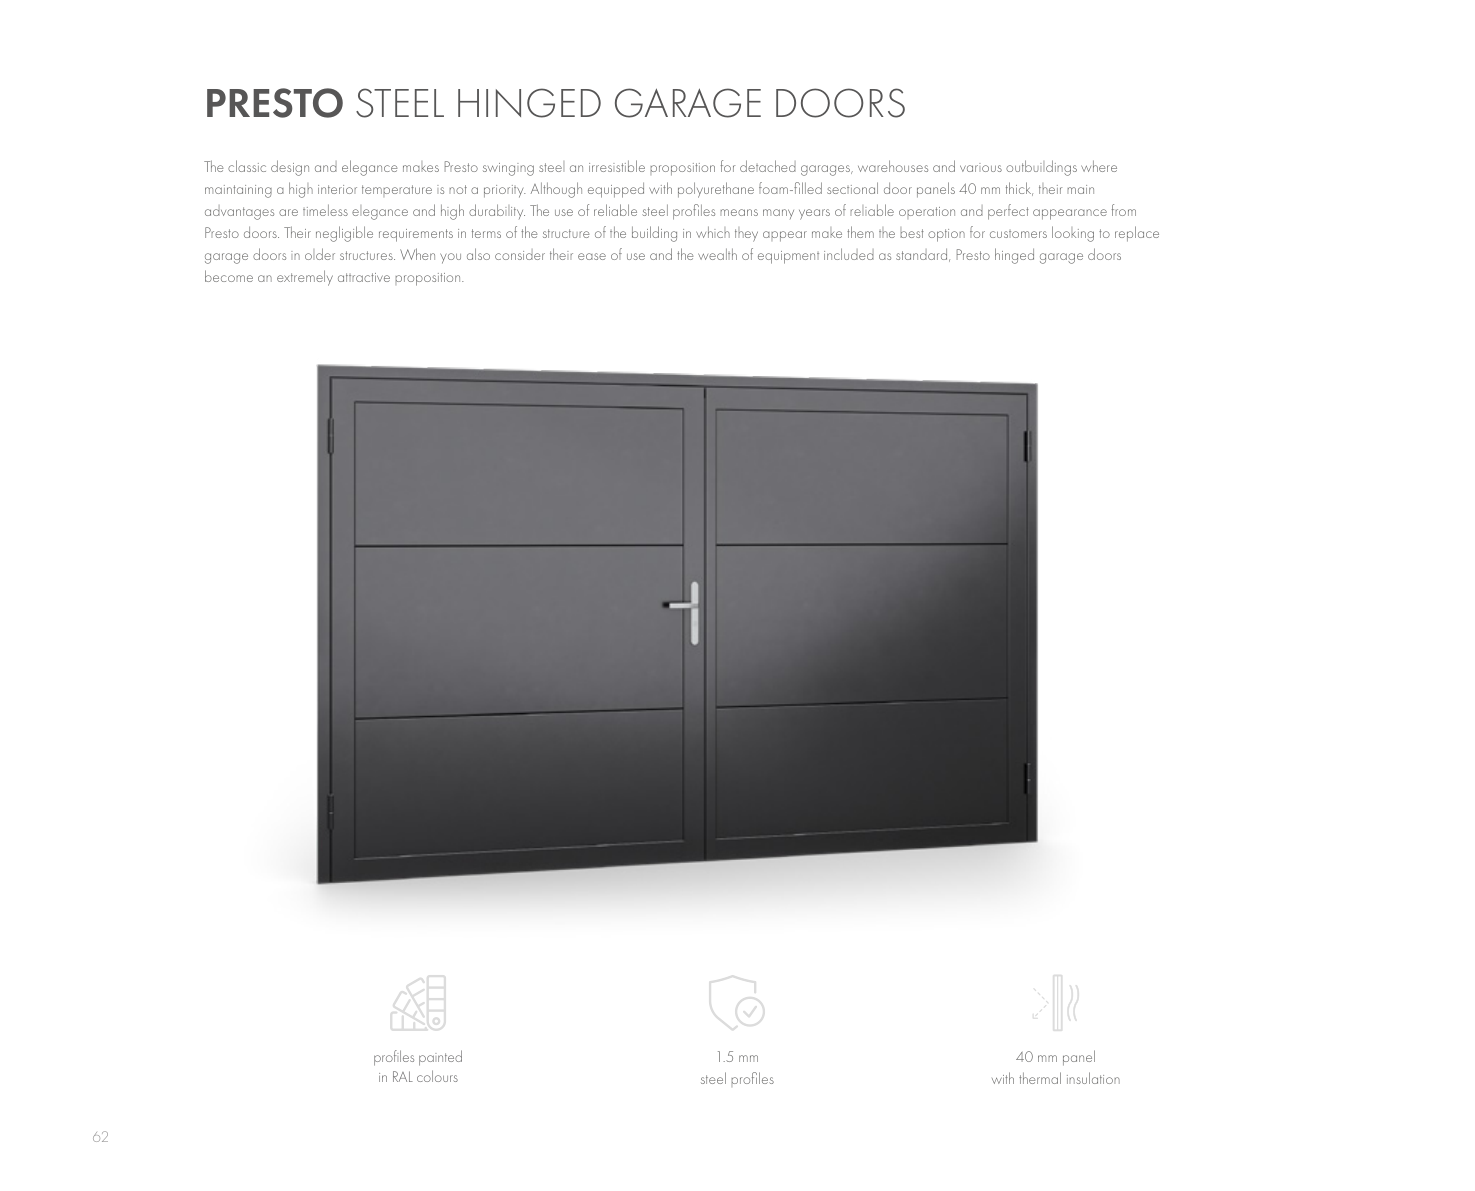 PRESTO STEEL HINGED GARAGE DOORS
The classic design and elegance makes Presto swinging steel an irresistible proposition for detached garages, warehouses and various outbuildings where
maintaining a high interior temperature is not a priority. Although equipped with polyurethane foam-filled sectional door panels 40 mm thick, their main
advantages are timeless elegance and high durability. The use of reliable steel profiles means many years of reliable operation and perfect appearance from
Presto doors. Their negligible requirements in terms of the structure of the building in which they appear make them the best option for customers looking to replace
garage doors in older structures. When you also consider their ease of use and the wealth of equipment included as standard, Presto hinged garage doors
become an extremely attractive proposition.
profiles painted
in RAL colours
1.5 mm
steel profiles
40 mm panel
with thermal insulation
62